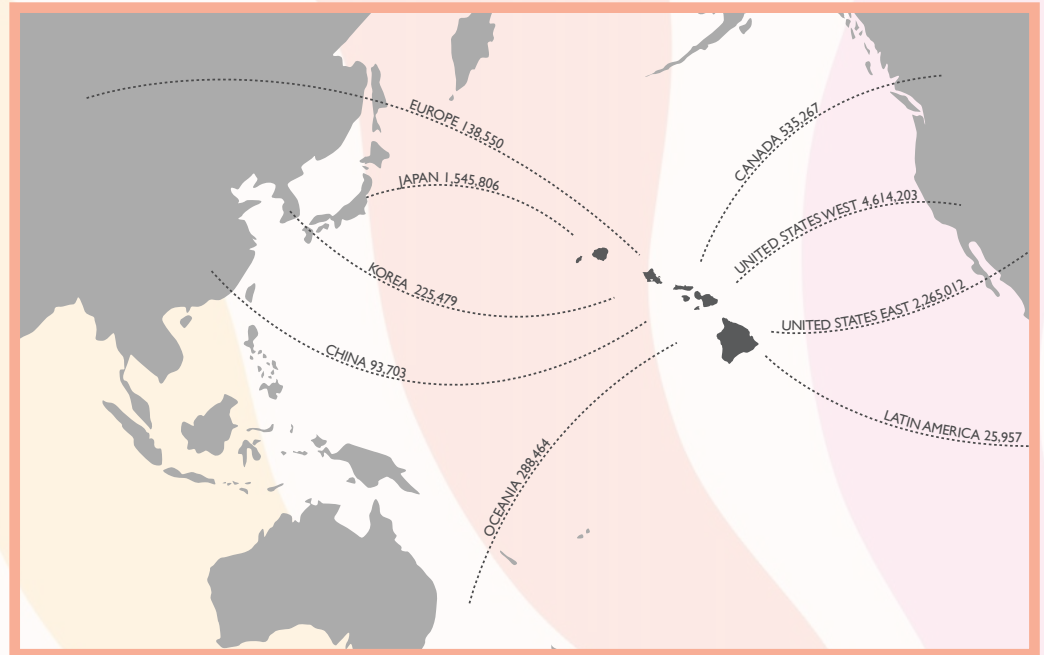 EUROPE 138,550
CANADA 535,267
JAPAN 1,545,806
UNITED STATES WEST 4,614,203
KOREA 225,479
UNITED STATES EAST 2,265,012
CHINA 93,703
LATIN AMERICA 25,957
OCEANIA 288,464